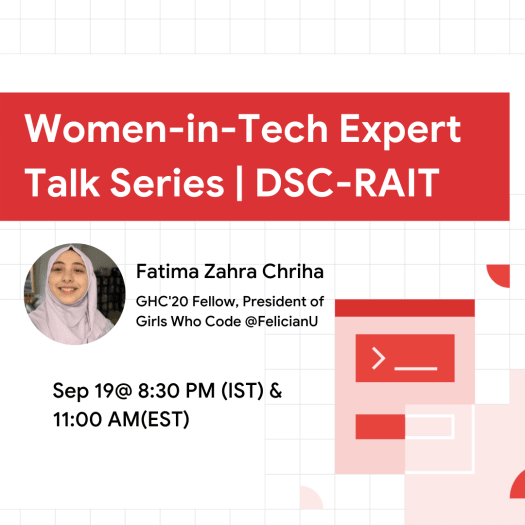 Women-in-Tech Expert
Talk Series | DSC-RAIT
Fatima Zahra Chriha
GHC'20 Fellow, President of
Girls Who Code @FelicianU
Sep 19@ 8:30 PM (IST) &
11:00 AM(EST)